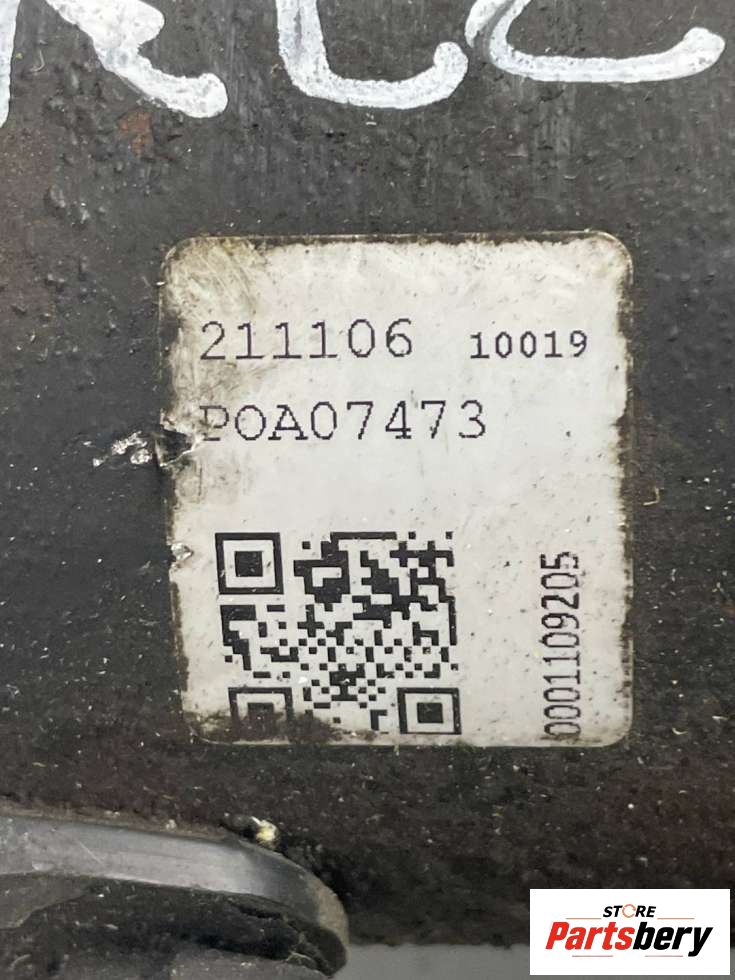 211106 10019
POA07473
0001109205
STORE
Partsbery